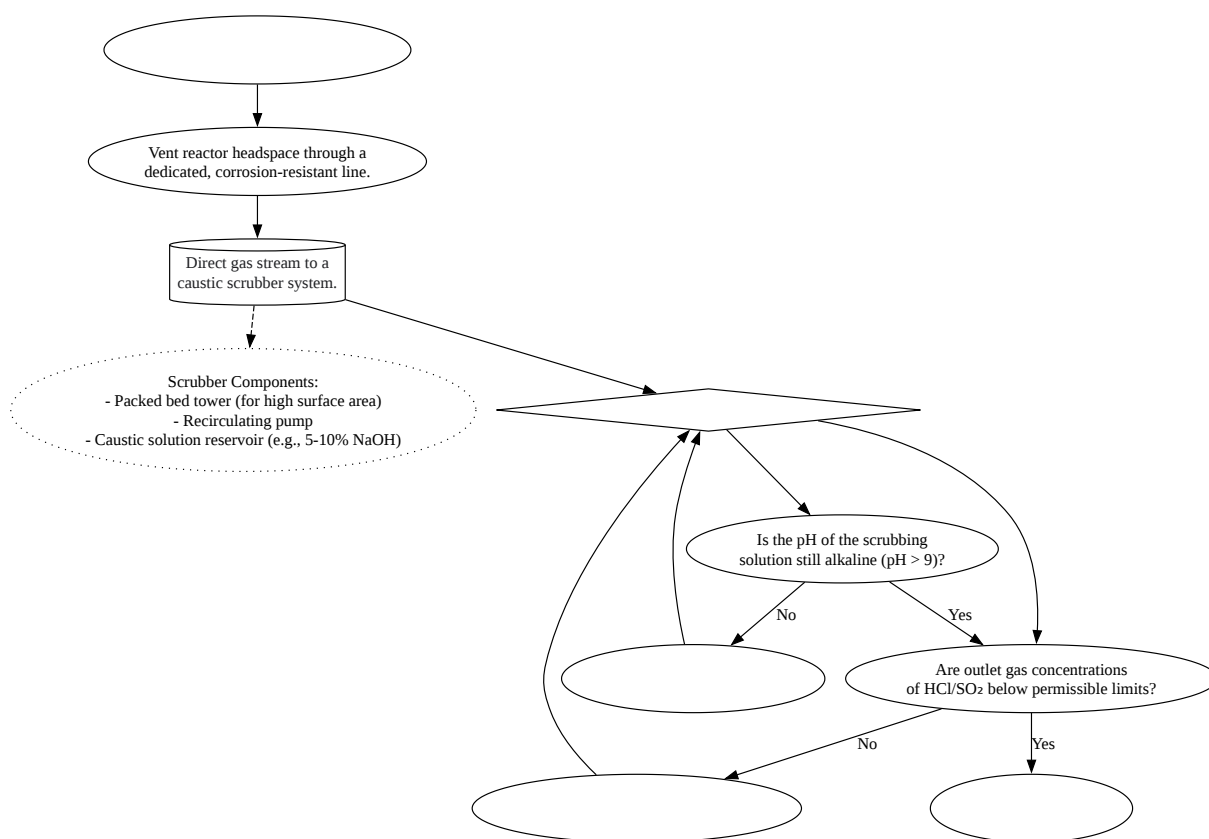 Vent reactor headspace through a
dedicated, corrosion-resistant line.
Direct gas stream to a
caustic scrubber system.
Scrubber Components:
- Packed bed tower (for high surface area)
- Recirculating pump
- Caustic solution reservoir (e.g., 5-10% NaOH)
Is the pH of the scrubbing
solution still alkaline (pH > 9)?
No
Yes
Are outlet gas concentrations
of HCl/SO₂ below permissible limits?
No
Yes